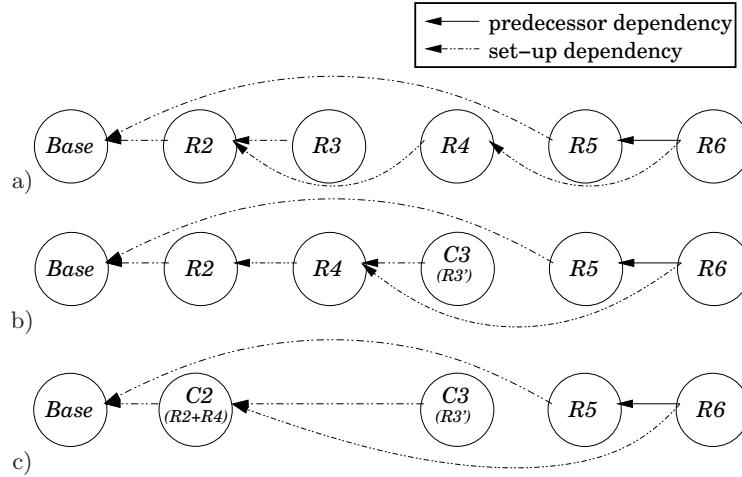 predecessor dependency
set-up dependency
Base R2 R3 R4 R5 R6
a)
Base R2 R4 C3 (R3') R5 R6
b)
Base C2 (R2+R4) C3 (R3') R5 R6
c)